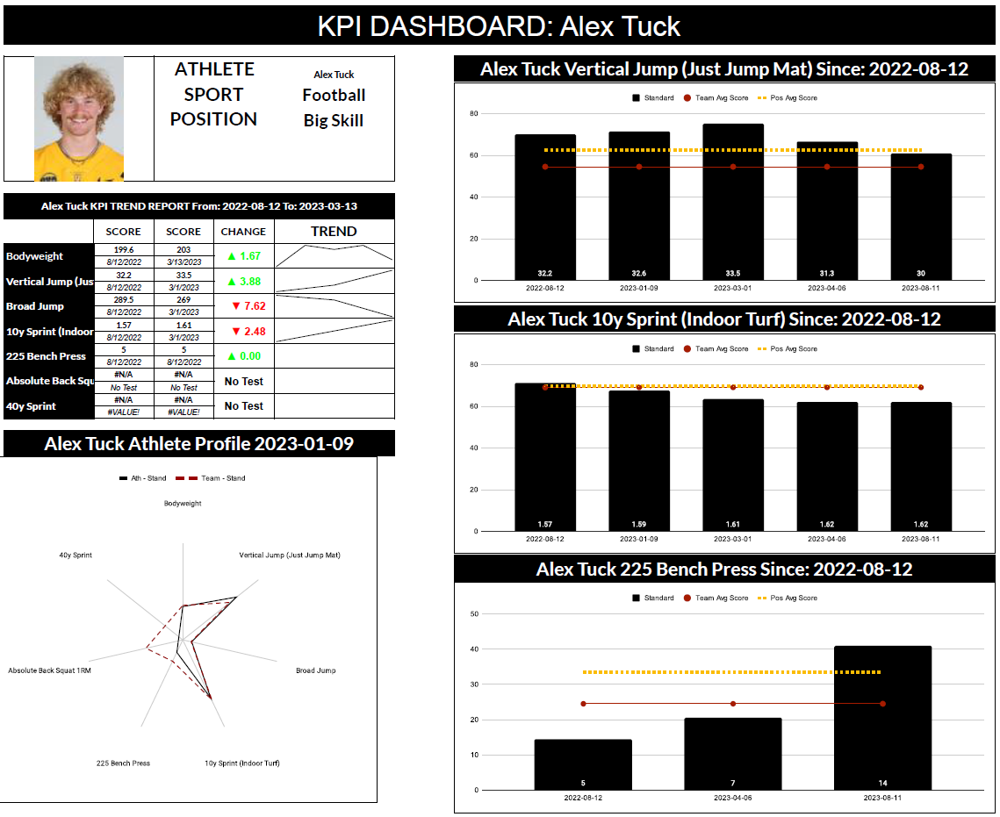 KPI DASHBOARD: Alex Tuck
ATHLETE Alex Tuck
SPORT Football
POSITION Big Skill
Alex Tuck KPI TREND REPORT From: 2022-08-12 To: 2023-03-13
SCORE SCORE CHANGE TREND
Bodyweight 199.6 203 ▲ 1.67
8/12/2022 3/13/2023
Vertical Jump (Jus 32.2 33.5 ▲ 3.88
8/12/2022 3/1/2023
Broad Jump 289.5 269 ▼ 7.62
8/12/2022 3/1/2023
10y Sprint (Indoor 1.57 1.61 ▼ 2.48
8/12/2022 3/1/2023
225 Bench Press 5 5 ▲ 0.00
8/12/2022 8/12/2022
Absolute Back Squ #N/A #N/A No Test
No Test No Test
40y Sprint #N/A #N/A No Test
#VALUE! #VALUE!
Alex Tuck Athlete Profile 2023-01-09
Ath - Stand Team - Stand
Bodyweight
40y Sprint Vertical Jump (Just Jump Mat)
Absolute Back Squat 1RM Broad Jump
225 Bench Press 10y Sprint (Indoor Turf)
Alex Tuck Vertical Jump (Just Jump Mat) Since: 2022-08-12
Standard Team Avg Score Pos Avg Score
80
60
40
20
32.2 32.6 33.5 31.3 30
0
2022-08-12 2023-01-09 2023-03-01 2023-04-06 2023-08-11
Alex Tuck 10y Sprint (Indoor Turf) Since: 2022-08-12
Standard Team Avg Score Pos Avg Score
80
60
40
20
1.57 1.59 1.61 1.62 1.62
0
2022-08-12 2023-01-09 2023-03-01 2023-04-06 2023-08-11
Alex Tuck 225 Bench Press Since: 2022-08-12
Standard Team Avg Score Pos Avg Score
50
40
30
20
10
5 7 14
0
2022-08-12 2023-04-06 2023-08-11